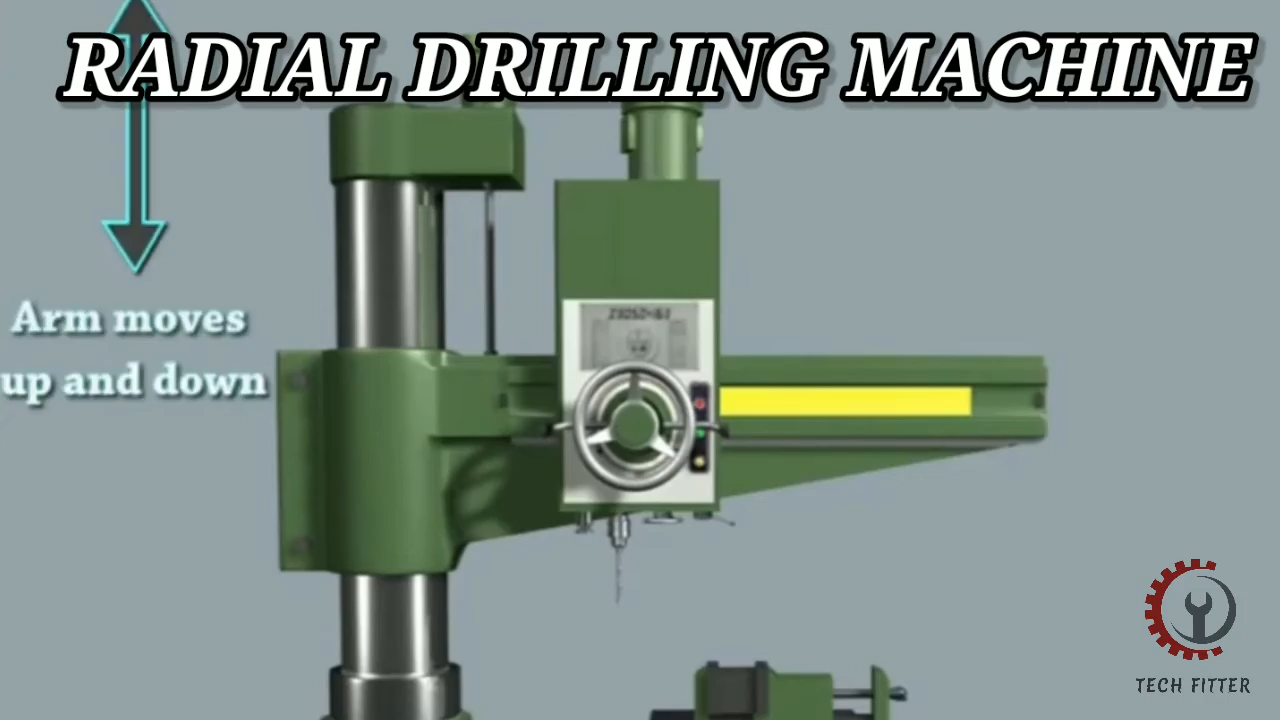 RADIAL DRILLING MACHINE
Arm moves
up and down
TECH FITTER